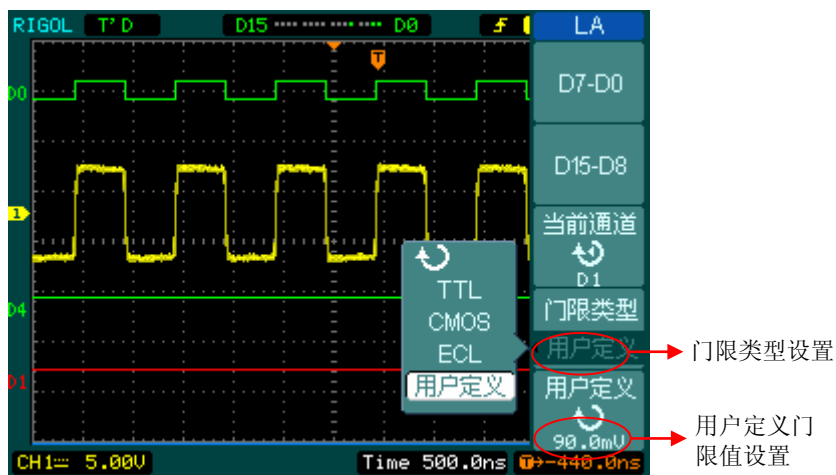 RIGOL T'D D15 D0 LA
D0
D7-D0
T
D15-D8
1
当前通道
D1
TTL
CMOS
ECL
用户定义
D4
D1
门限类型
用户定义
门限类型设置
用户定义
90.0mV
用户定义门
限值设置
CH1 5.00V Time 500.0ns T→-440.0ns